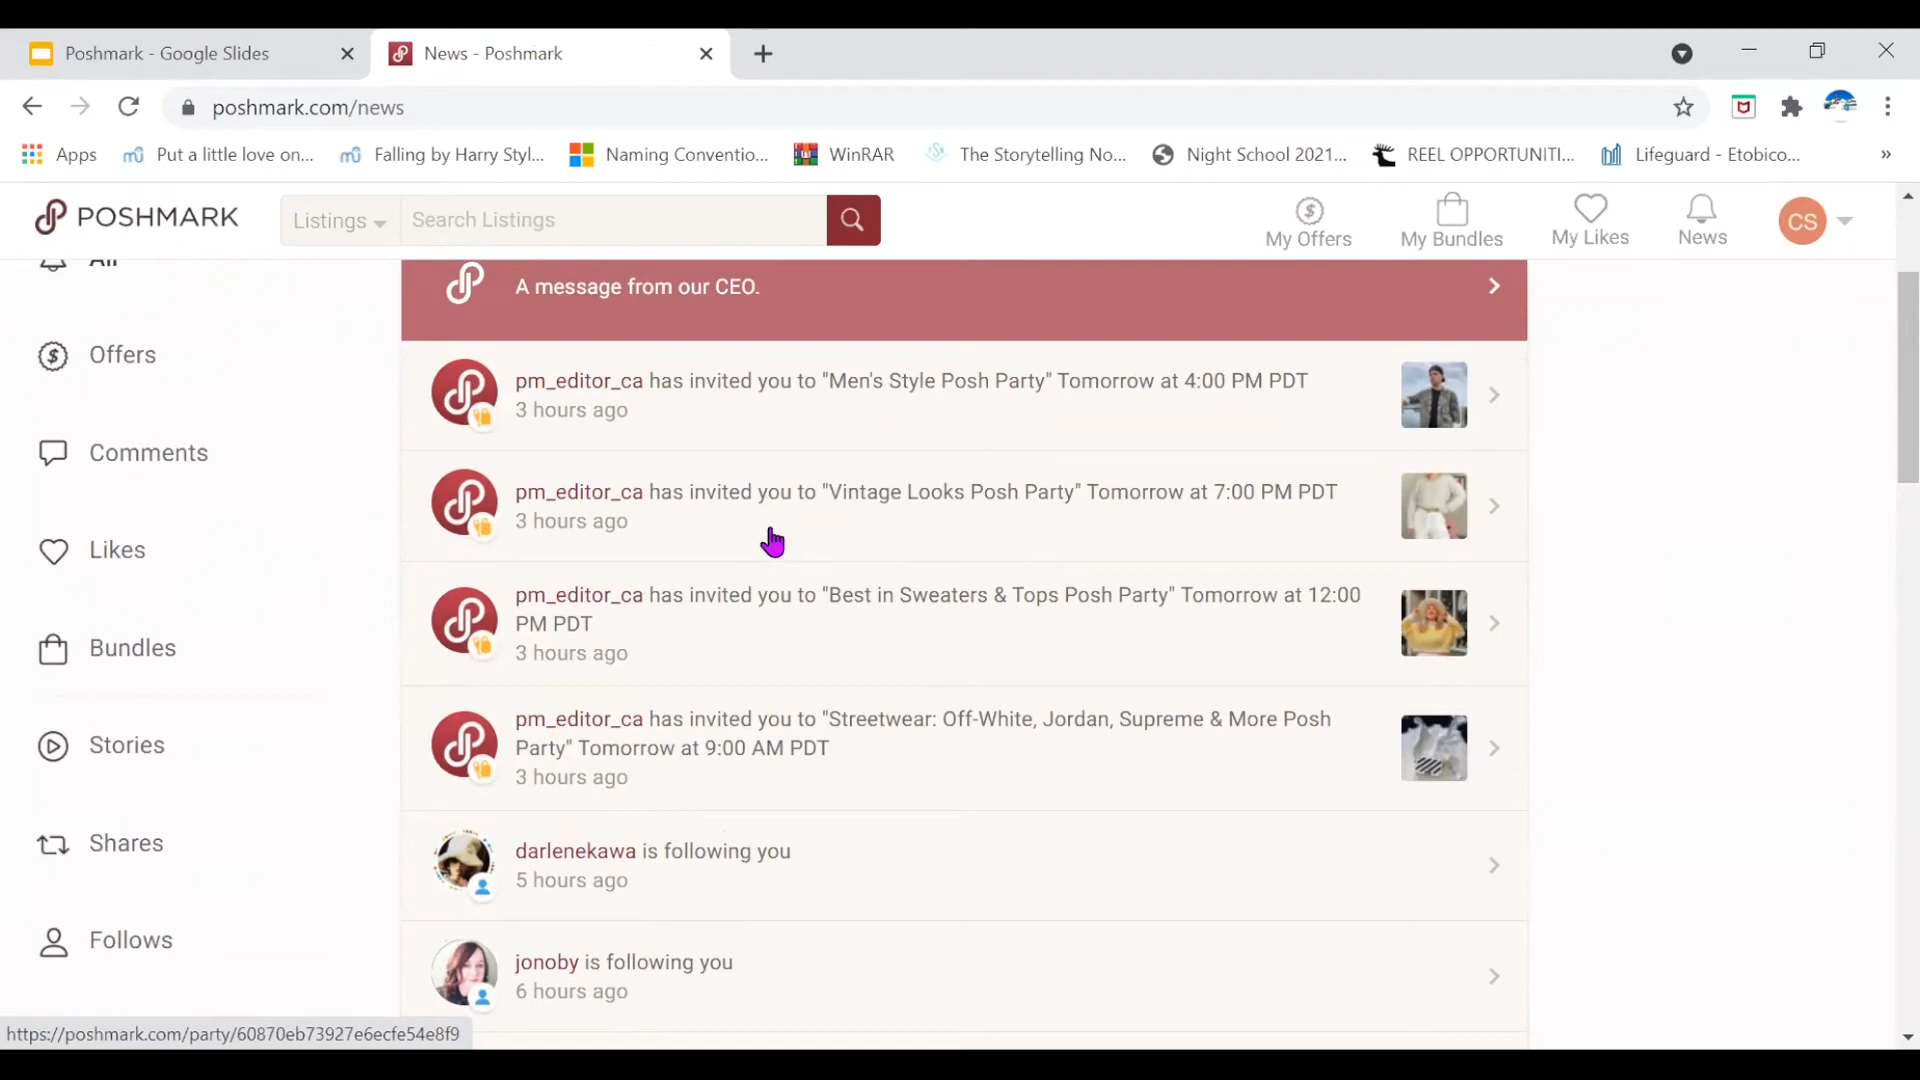 Poshmark - Google Slides
News - Poshmark
poshmark.com/news
Apps
Put a little love on...
Falling by Harry Styl...
Naming Conventio...
WinRAR
The Storytelling No...
Night School 2021...
REEL OPPORTUNITI...
Lifeguard - Etobico...
»
POSHMARK
Listings
Search Listings
My Offers
My Bundles
My Likes
News
CS
All
Offers
Comments
Likes
Bundles
Stories
Shares
Follows
A message from our CEO.
pm_editor_ca has invited you to "Men's Style Posh Party" Tomorrow at 4:00 PM PDT
3 hours ago
pm_editor_ca has invited you to "Vintage Looks Posh Party" Tomorrow at 7:00 PM PDT
3 hours ago
pm_editor_ca has invited you to "Best in Sweaters & Tops Posh Party" Tomorrow at 12:00
PM PDT
3 hours ago
pm_editor_ca has invited you to "Streetwear: Off-White, Jordan, Supreme & More Posh
Party" Tomorrow at 9:00 AM PDT
3 hours ago
darlenekawa is following you
5 hours ago
jonoby is following you
6 hours ago
https://poshmark.com/party/60870eb73927e6ecfe54e8f9